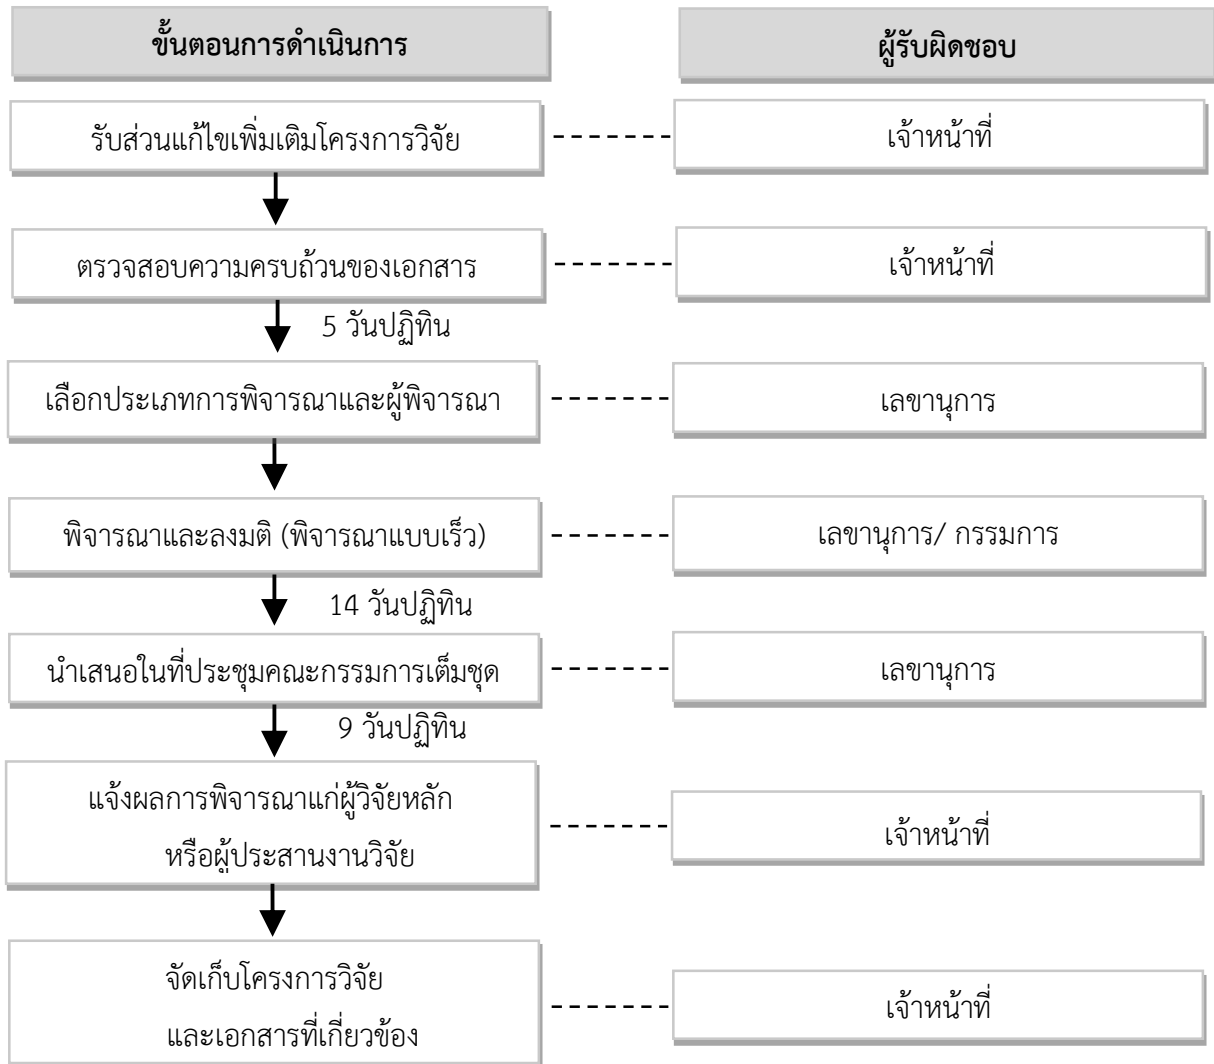 ขั้นตอนการดำเนินการ
ผู้รับผิดชอบ
รับส่วนแก้ไขเพิ่มเติมโครงการวิจัย
เจ้าหน้าที่
ตรวจสอบความครบถ้วนของเอกสาร
เจ้าหน้าที่
5 วันปฏิทิน
เลือกประเภทการพิจารณาและผู้พิจารณา
เลขานุการ
พิจารณาและลงมติ (พิจารณาแบบเร็ว)
เลขานุการ/ กรรมการ
14 วันปฏิทิน
นำเสนอในที่ประชุมคณะกรรมการเต็มชุด
เลขานุการ
9 วันปฏิทิน
แจ้งผลการพิจารณาแก่ผู้วิจัยหลัก
หรือผู้ประสานงานวิจัย
เจ้าหน้าที่
จัดเก็บโครงการวิจัย
และเอกสารที่เกี่ยวข้อง
เจ้าหน้าที่